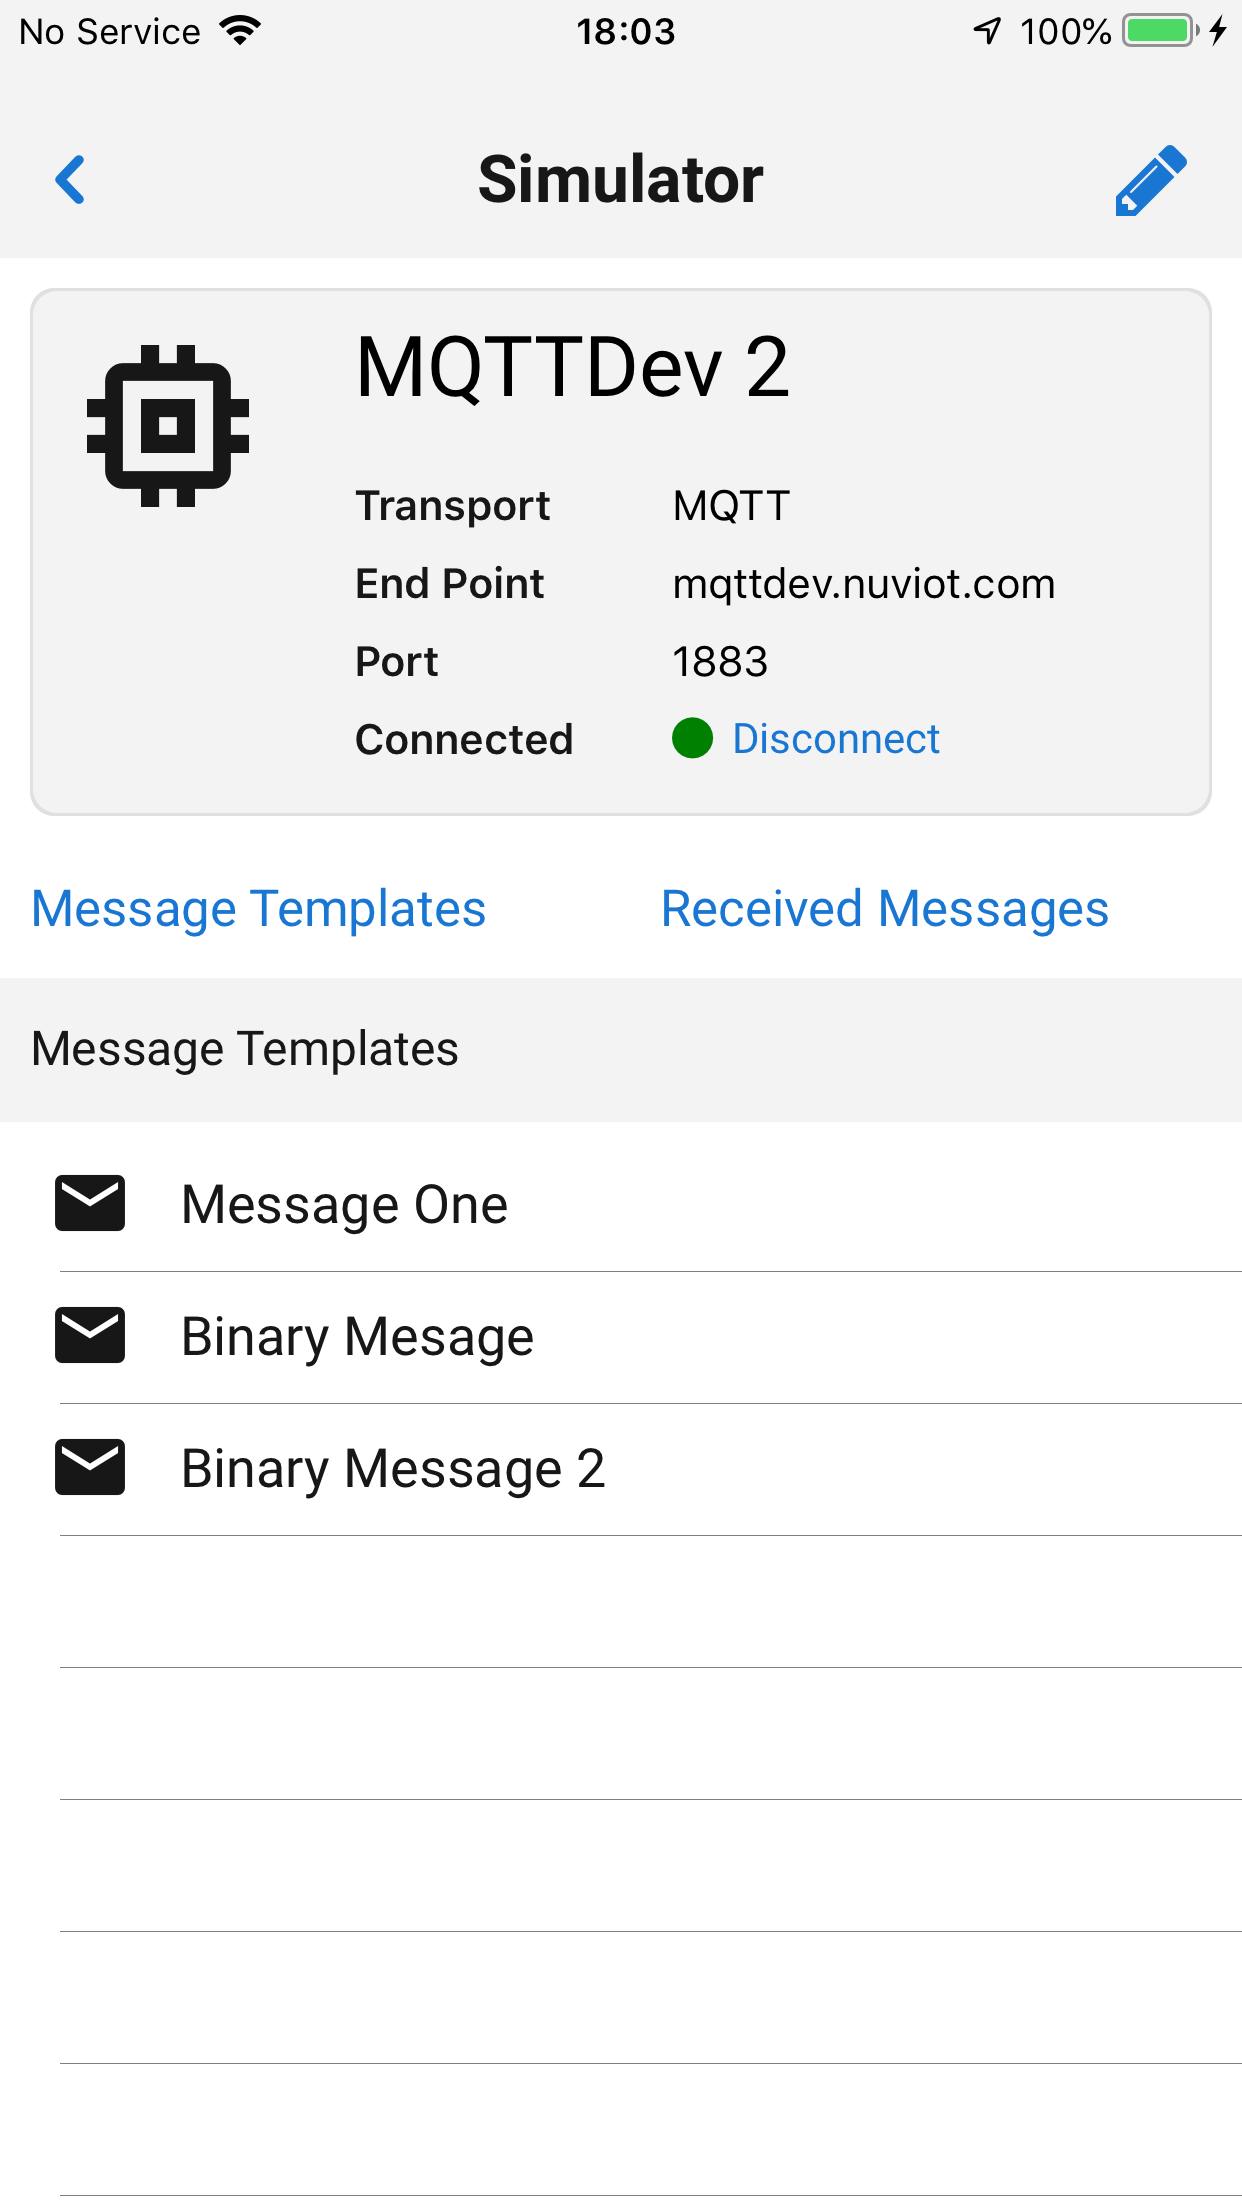 No Service 18:03 100%
Simulator
MQTTDev 2
Transport MQTT
End Point mqttdev.nuviot.com
Port 1883
Connected Disconnect
Message Templates Received Messages
Message Templates
Message One
Binary Mesage
Binary Message 2